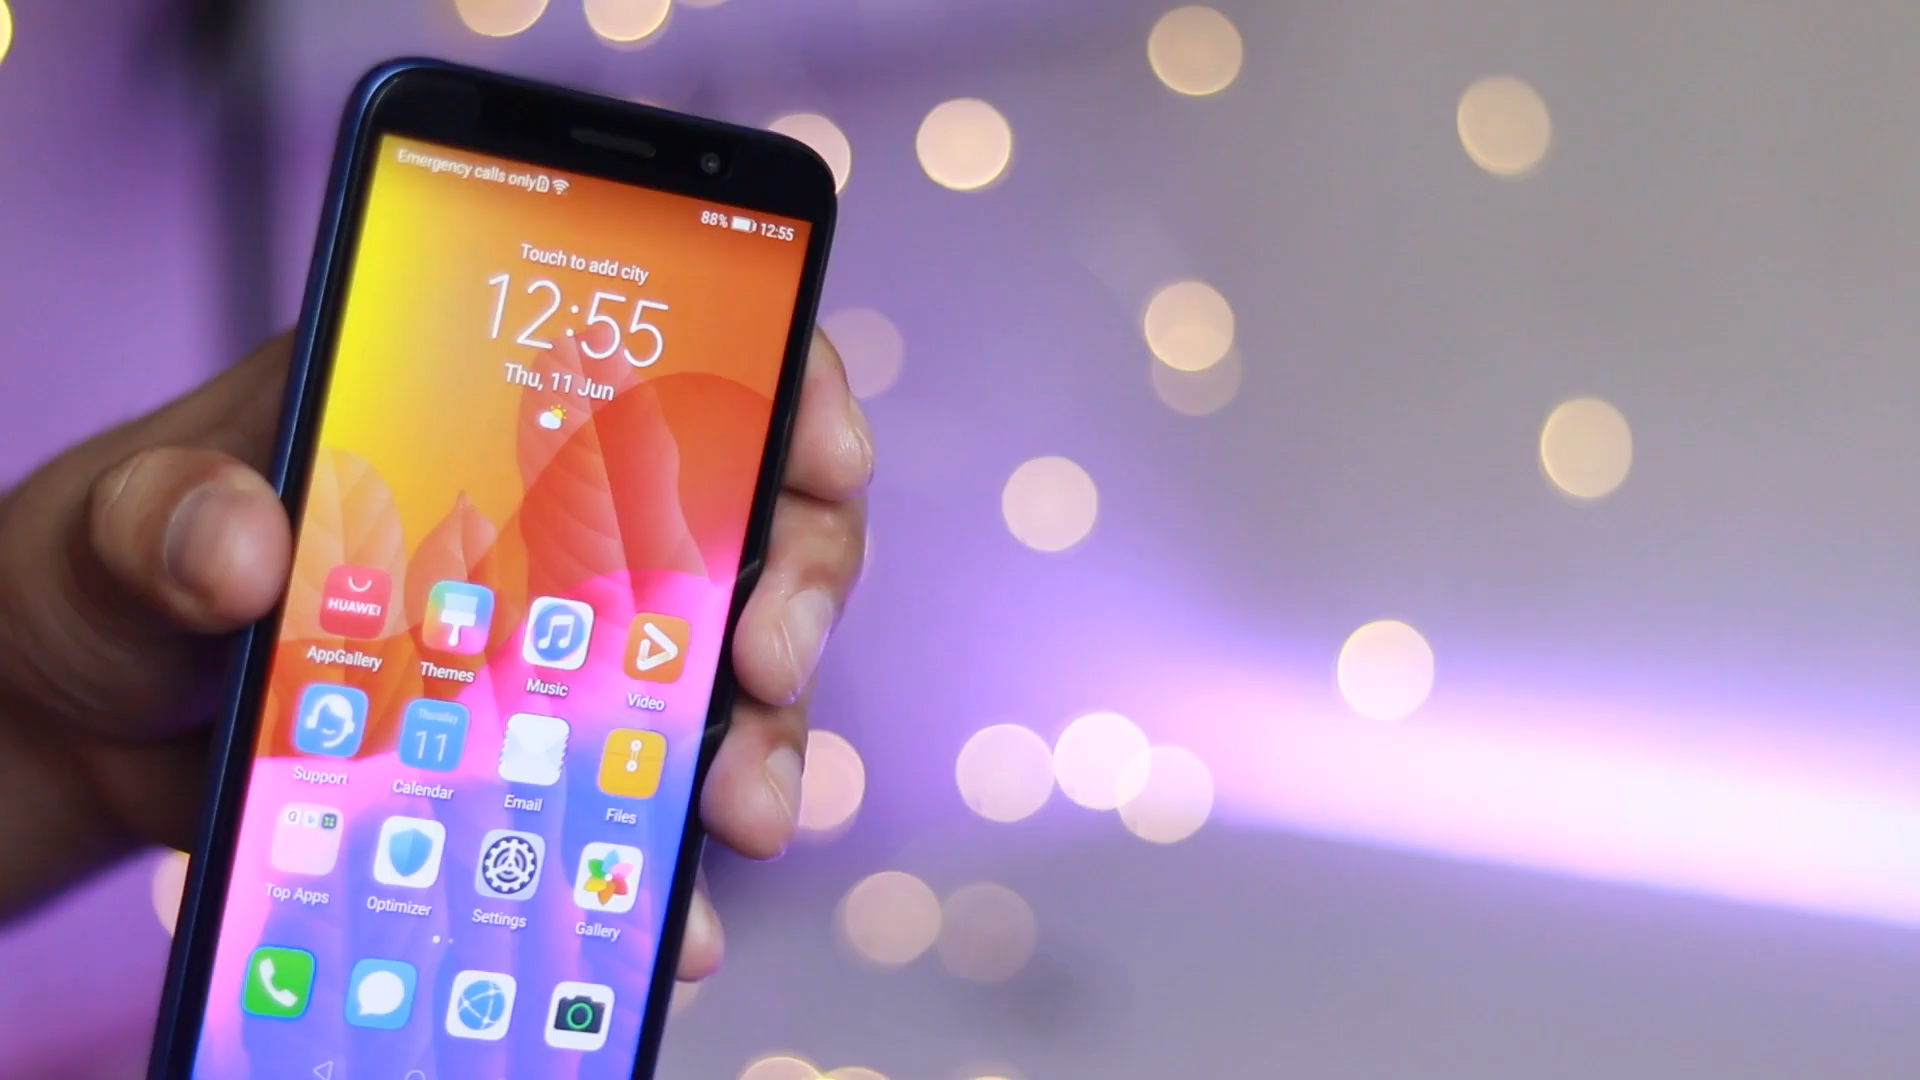 Emergency calls only
88% 12:55
Touch to add city
12:55
Thu, 11 Jun
HUAWEI
AppGallery Themes Music Video
Thursday
11
Support Calendar Email Files
Top Apps Optimizer Settings Gallery